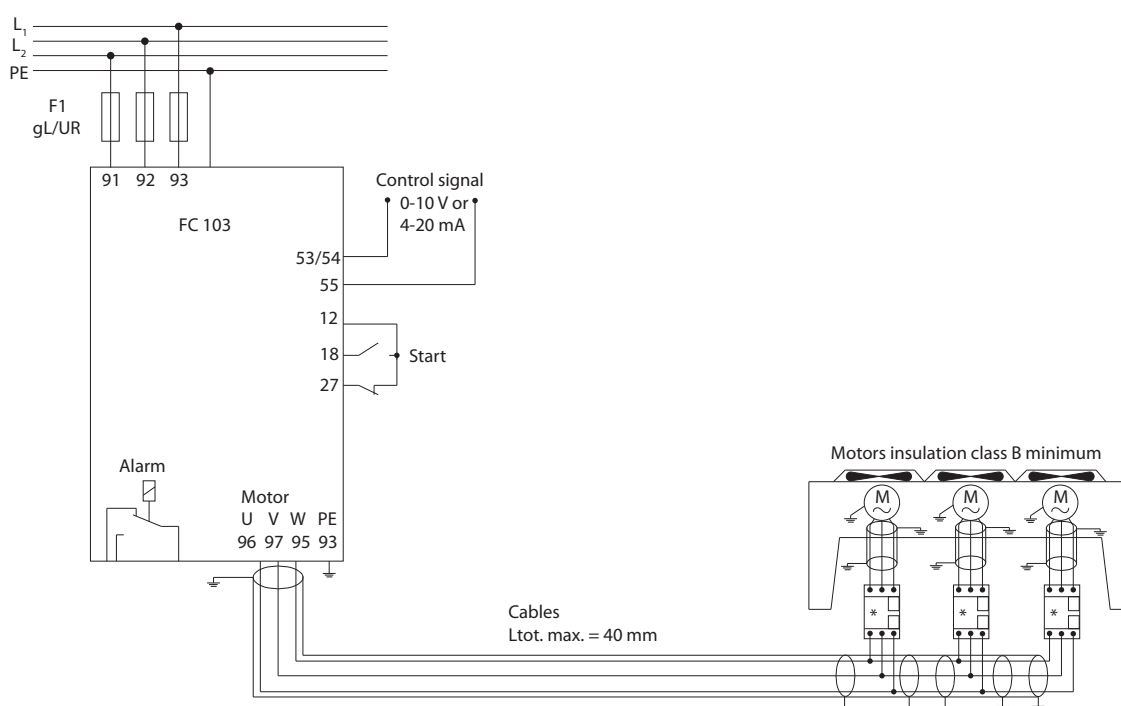 L1
L2
PE
F1
gL/UR
91 92 93
FC 103
Control signal
0-10 V or
4-20 mA
53/54
55
12
18
Start
27
Alarm
Motor
U V W PE
96 97 95 93
Motors insulation class B minimum
M M M
* * *
Cables
Ltot. max. = 40 mm